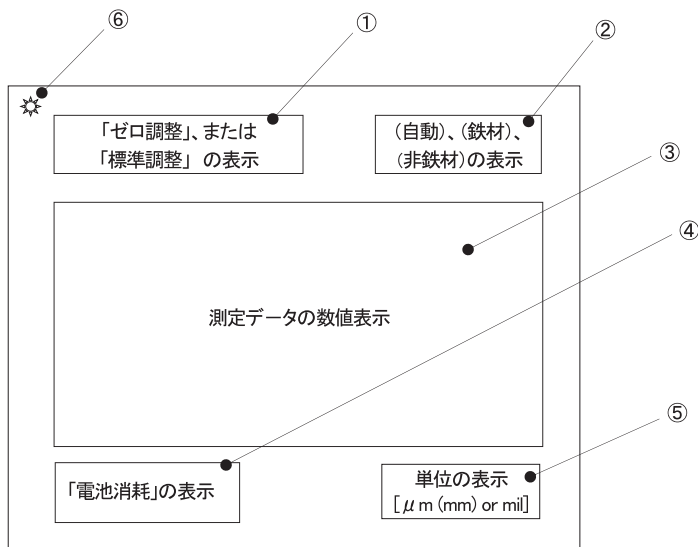 ⑥
①
②
「ゼロ調整」、または
「標準調整」 の表示
(自動)、(鉄材)、
(非鉄材)の表示
③
④
測定データの数値表示
⑤
「電池消耗」の表示
単位の表示
[μm (mm) or mil]